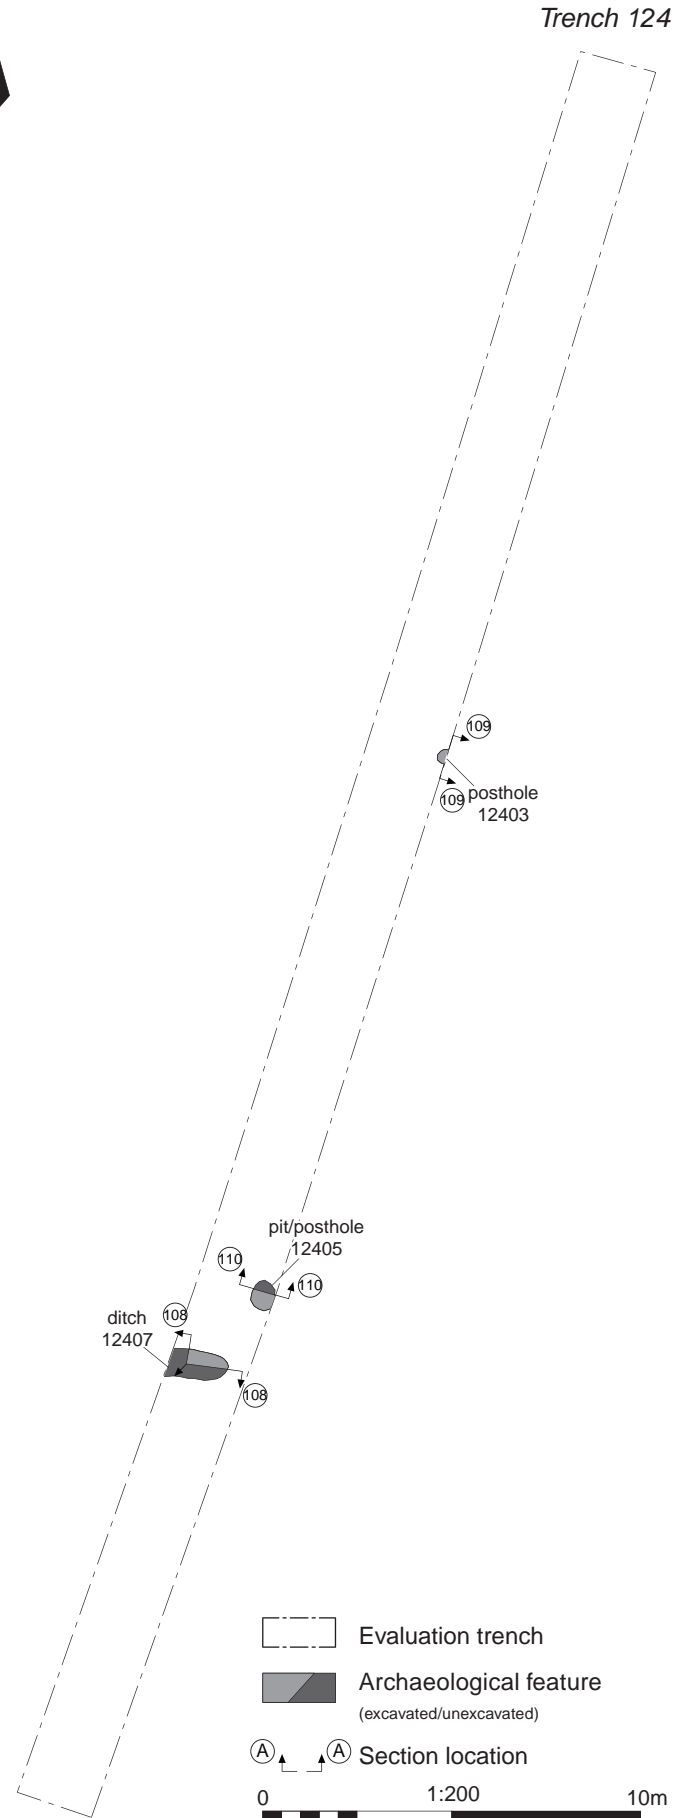 Trench 124
109
109
posthole
12403
pit/posthole
12405
110
110
108
ditch
12407
108
Evaluation trench
Archaeological feature
(excavated/unexcavated)
A A Section location
0 1:200 10m